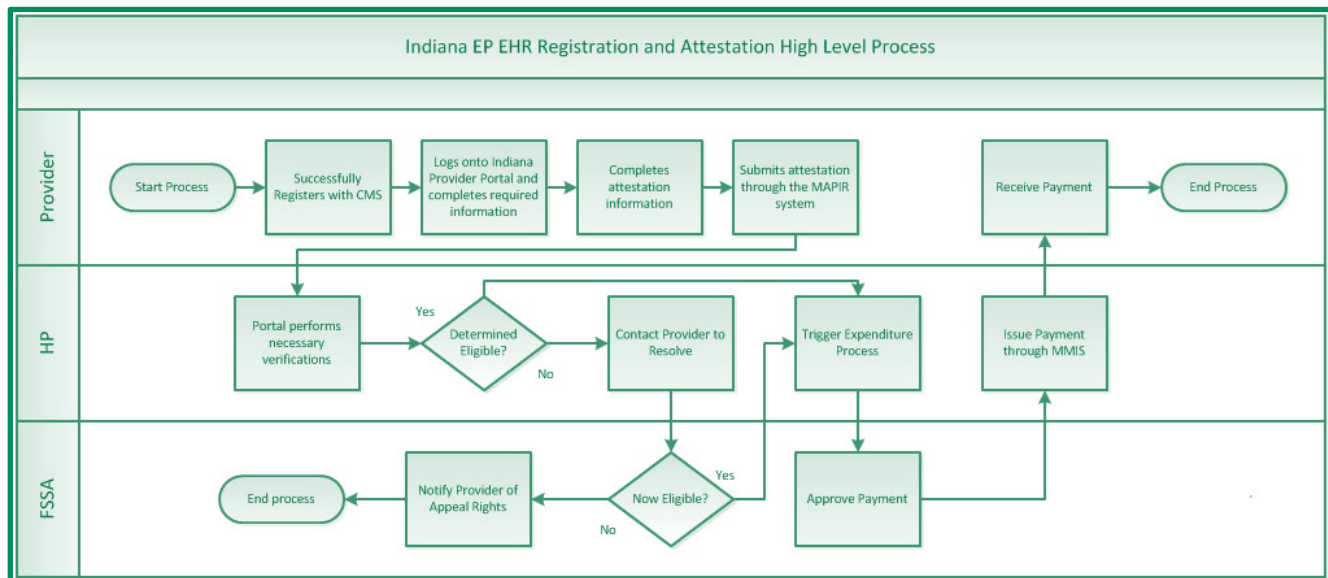 Indiana EP EHR Registration and Attestation High Level Process
Provider
Start Process
Successfully
Registers with CMS
Logs onto Indiana
Provider Portal and
completes required
information
Completes
attestation
information
Submits attestation
through the MAPIR
system
Receive Payment
End Process
HP
Portal performs
necessary
verifications
Yes
Determined
Eligible?
No
Contact Provider to
Resolve
Trigger Expenditure
Process
Issue Payment
through MMIS
FSSA
End process
Notify Provider of
Appeal Rights
No
Now Eligible?
Yes
Approve Payment